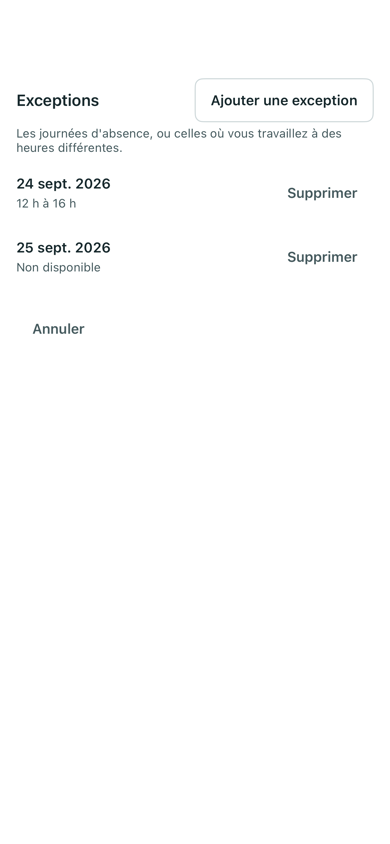 Exceptions
Ajouter une exception
Les journées d'absence, ou celles où vous travaillez à des
heures différentes.
24 sept. 2026
12 h à 16 h
Supprimer
25 sept. 2026
Non disponible
Supprimer
Annuler